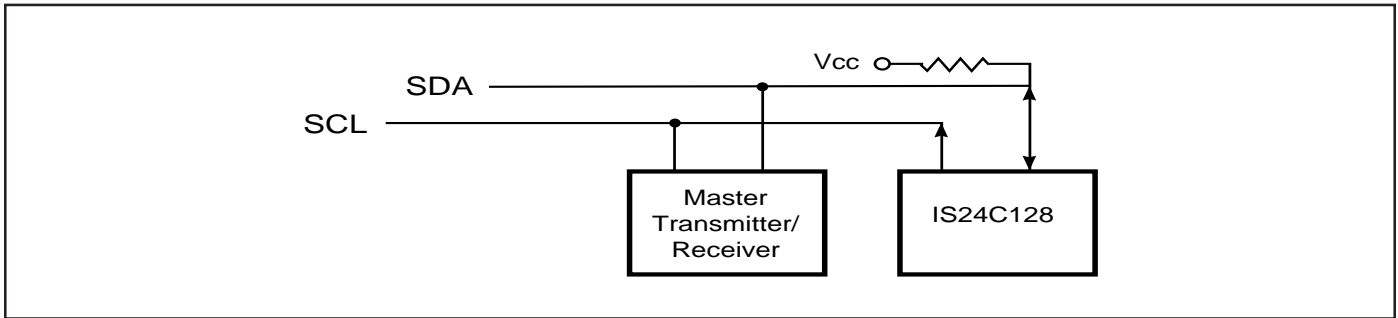 Vcc
SDA
SCL
Master
Transmitter/
Receiver
IS24C128